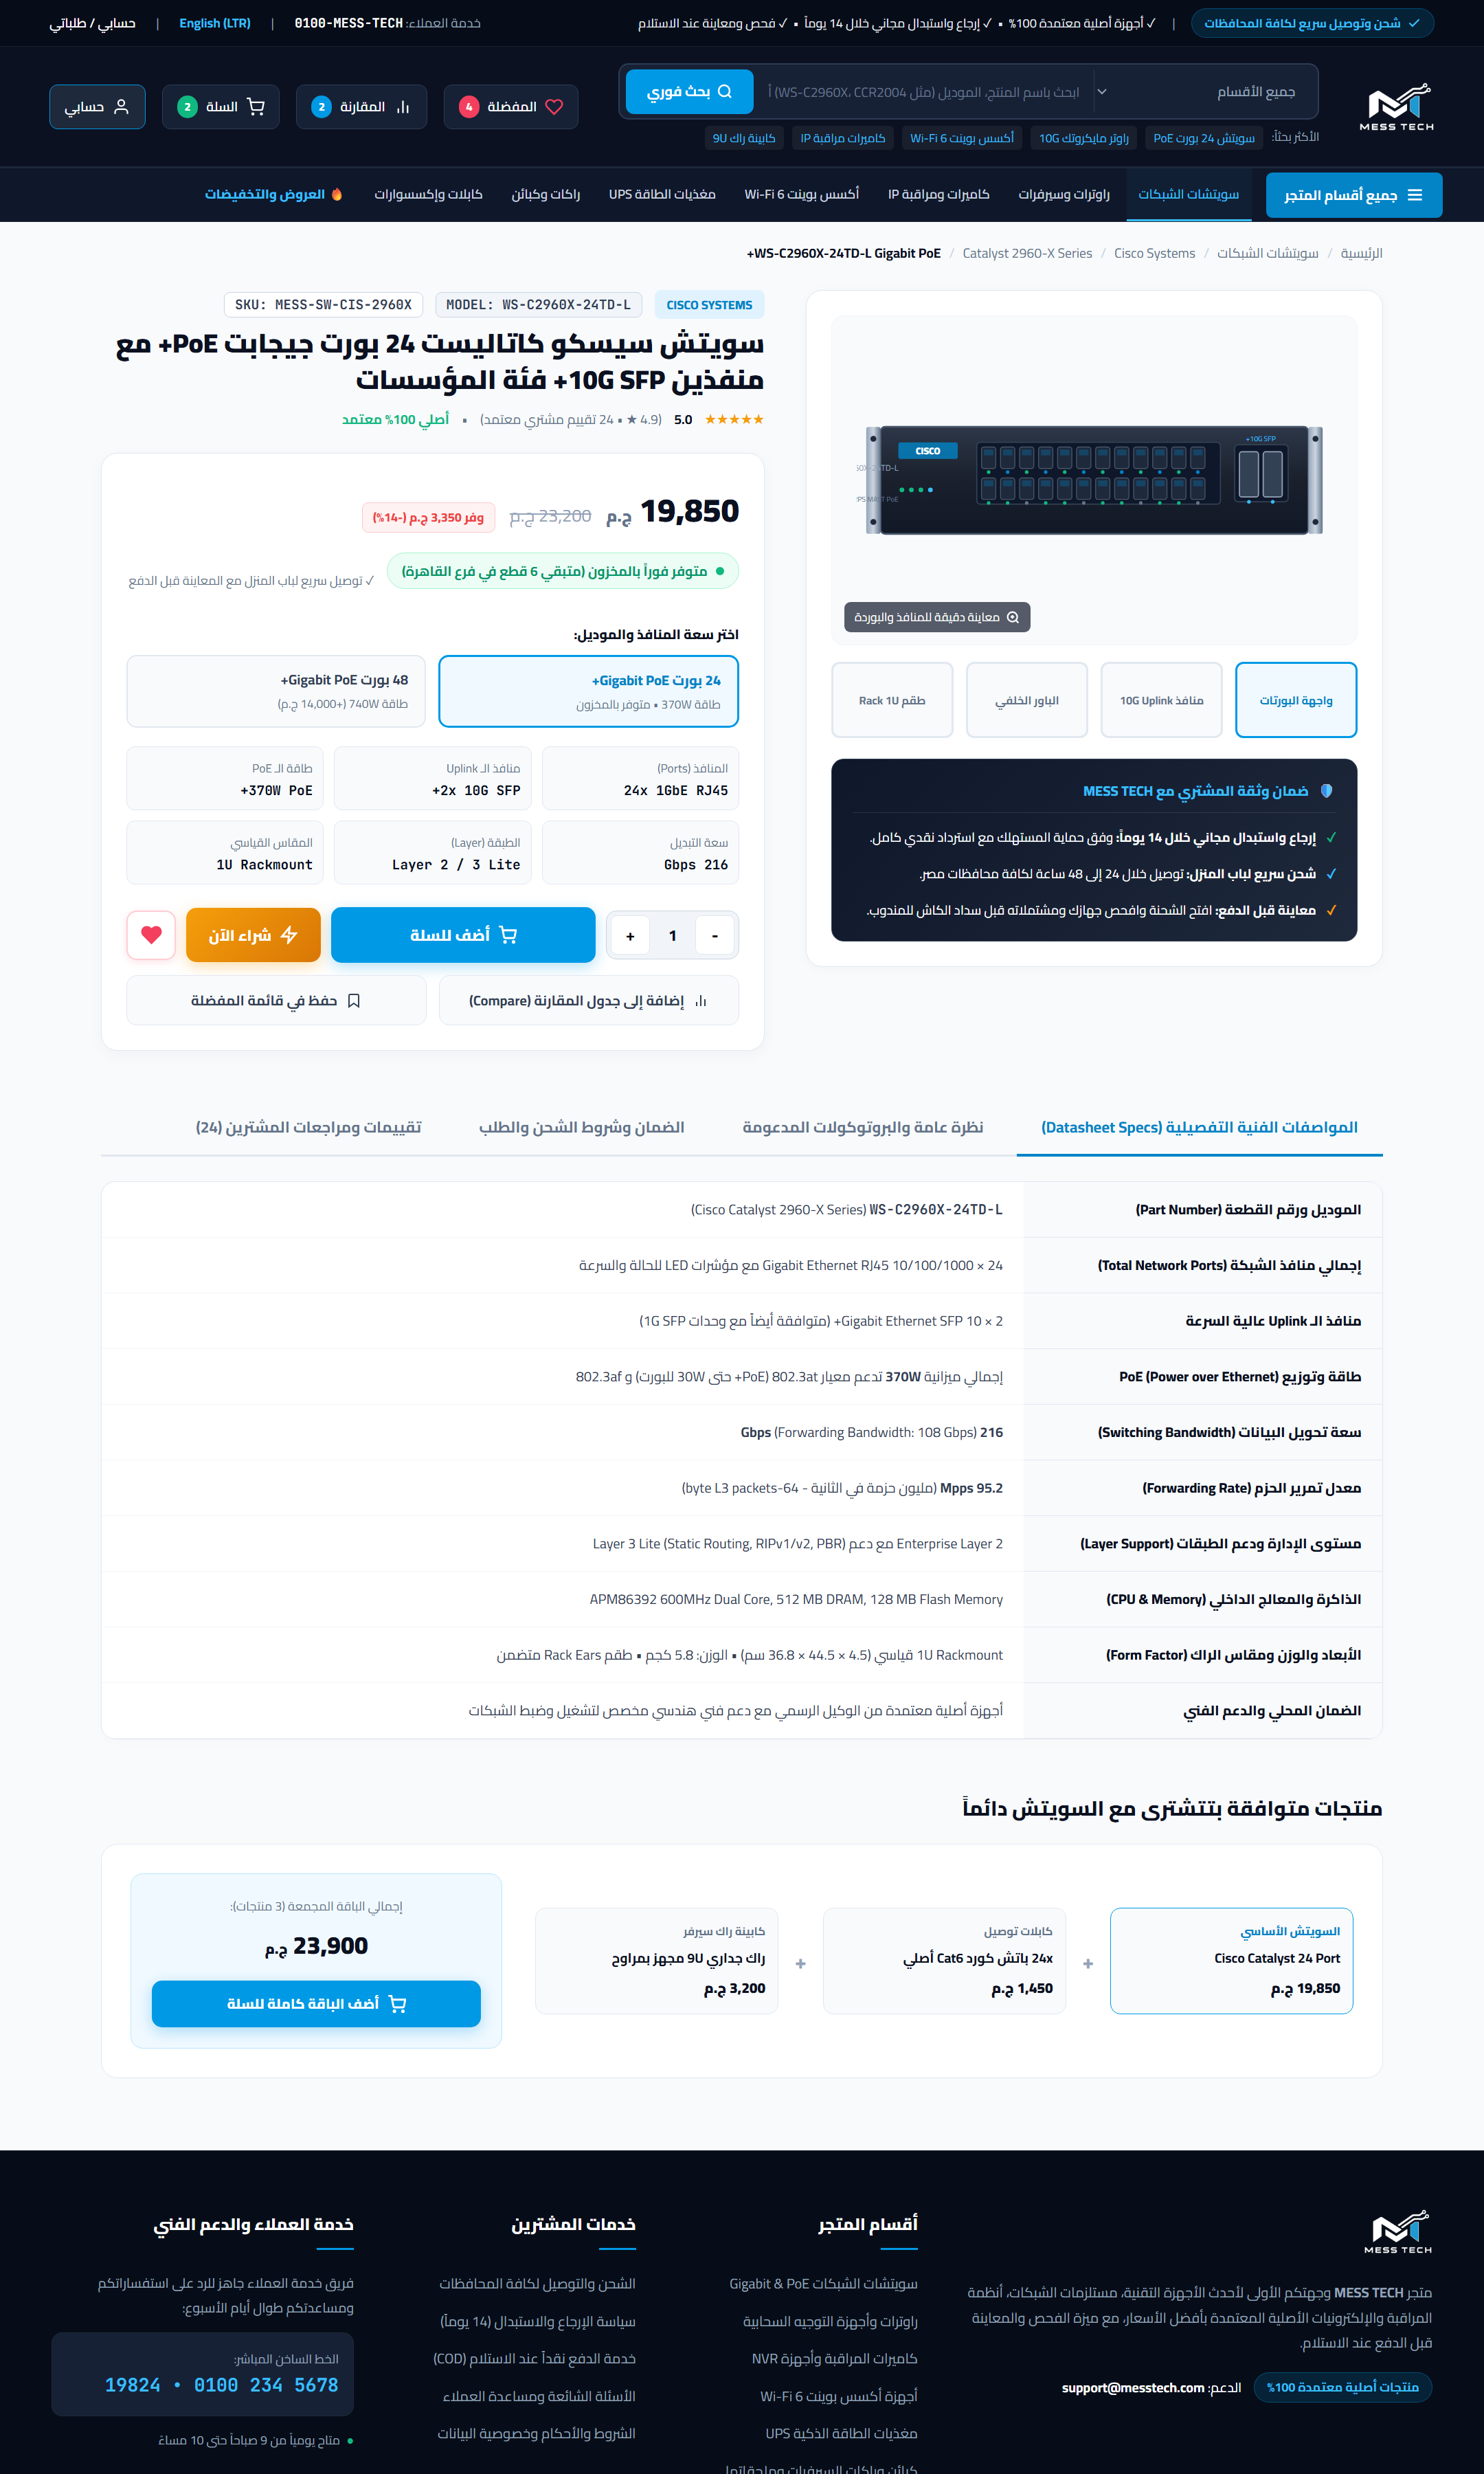 شحن وتوصيل سريع لكافة المحافظات
| ✓ أجهزة أصلية معتمدة 100% • ✓ إرجاع واستبدال مجاني خلال 14 يوماً • ✓ فحص ومعاينة عند الاستلام
خدمة العملاء: 0100-MESS-TECH | English (LTR) | حسابي / طلباتي
MESS TECH
جميع الأقسام
ابحث باسم المنتج، الموديل (مثل WS-C2960X، CCR2004) أ
بحث فوري
المفضلة 4
المقارنة 2
السلة 2
حسابي
الأكثر بحثاً: سويتش 24 بورت PoE راوتر مايكروتك 10G أكسس بوينت Wi-Fi 6 كاميرات مراقبة IP كابينة راك 9U
جميع أقسام المتجر
سويتشات الشبكات
راوترات وسيرفرات
كاميرات ومراقبة IP
أكسس بوينت Wi-Fi 6
مغذيات الطاقة UPS
راكات وكبائن
كابلات وإكسسوارات
العروض والتخفيضات
الرئيسية / سويتشات الشبكات / Cisco Systems / Catalyst 2960-X Series / WS-C2960X-24TD-L Gigabit PoE+
CISCO SYSTEMS
MODEL: WS-C2960X-24TD-L
SKU: MESS-SW-CIS-2960X
سويتش سيسكو كاتاليست 24 بورت جيجابت PoE+ مع
منفذين 10G SFP+ فئة المؤسسات
★★★★★ 5.0 (4.9 ★ • 24 تقييم مشتري معتمد) • أصلي 100% معتمد
19,850 ج.م 23,200 ج.م وفر 3,350 ج.م (-14%)
متوفر فوراً بالمخزون (متبقي 6 قطع في فرع القاهرة)
✓ توصيل سريع لباب المنزل مع المعاينة قبل الدفع
اختر سعة المنافذ والموديل:
24 بورت Gigabit PoE+
طاقة 370W • متوفر بالمخزون
48 بورت Gigabit PoE+
طاقة 740W (+14,000 ج.م)
المنافذ (Ports)
24x 1GbE RJ45
منافذ الـ Uplink
2x 10G SFP+
طاقة الـ PoE
370W PoE+
سعة التبديل
216 Gbps
الطبقة (Layer)
Layer 2 / 3 Lite
المقاس القياسي
1U Rackmount
- 1 +
أضف للسلة
شراء الآن
إضافة إلى جدول المقارنة (Compare)
حفظ في قائمة المفضلة
CISCO
10G SFP+
معاينة دقيقة للمنافذ والبوردة
واجهة البورتات
منافذ 10G Uplink
الباور الخلفي
طقم Rack 1U
ضمان وثقة المشتري مع MESS TECH
✓ إرجاع واستبدال مجاني خلال 14 يوماً: وفق حماية المستهلك مع استرداد نقدي كامل.
✓ شحن سريع لباب المنزل: توصيل خلال 24 إلى 48 ساعة لكافة محافظات مصر.
✓ معاينة قبل الدفع: افتح الشحنة وافحص جهازك ومشتملاته قبل سداد الكاش للمندوب.
المواصفات الفنية التفصيلية (Datasheet Specs)
نظرة عامة والبروتوكولات المدعومة
الضمان وشروط الشحن والطلب
تقييمات ومراجعات المشترين (24)
الموديل ورقم القطعة (Part Number)
WS-C2960X-24TD-L (Cisco Catalyst 2960-X Series)
إجمالي منافذ الشبكة (Total Network Ports)
24 × Gigabit Ethernet RJ45 10/100/1000 مع مؤشرات LED للحالة والسرعة
منافذ الـ Uplink عالية السرعة
2 × 10 Gigabit Ethernet SFP+ (متوافقة أيضاً مع وحدات 1G SFP)
طاقة وتوزيع PoE (Power over Ethernet)
إجمالي ميزانية 370W تدعم معيار 802.3at (PoE+ حتى 30W للبورت) و 802.3af
سعة تحويل البيانات (Switching Bandwidth)
216 Gbps (Forwarding Bandwidth: 108 Gbps)
معدل تمرير الحزم (Forwarding Rate)
95.2 Mpps (مليون حزمة في الثانية - 64-byte L3 packets)
مستوى الإدارة ودعم الطبقات (Layer Support)
Enterprise Layer 2 مع دعم Layer 3 Lite (Static Routing, RIPv1/v2, PBR)
الذاكرة والمعالج الداخلي (CPU & Memory)
APM86392 600MHz Dual Core, 512 MB DRAM, 128 MB Flash Memory
الأبعاد والوزن ومقاس الراك (Form Factor)
1U Rackmount قياسي (4.5 × 44.5 × 36.8 سم) • الوزن: 5.8 كجم • طقم Rack Ears متضمن
الضمان المحلي والدعم الفني
أجهزة أصلية معتمدة من الوكيل الرسمي مع دعم فني هندسي مخصص لتشغيل وضبط الشبكات
منتجات متوافقة بتتشترى مع السويتش دائماً
السويتش الأساسي
Cisco Catalyst 24 Port
19,850 ج.م
+
كابلات توصيل
24x باتش كورد Cat6 أصلي
1,450 ج.م
+
كابينة راك سيرفر
راك جداري 9U مجهز بمراوح
3,200 ج.م
إجمالي الباقة المجمعة (3 منتجات):
23,900 ج.م
أضف الباقة كاملة للسلة
MESS TECH
متجر MESS TECH وجهتكم الأولى لأحدث الأجهزة التقنية، مستلزمات الشبكات، أنظمة
المراقبة والإلكترونيات الأصلية المعتمدة بأفضل الأسعار، مع ميزة الفحص والمعاينة
قبل الدفع عند الاستلام.
منتجات أصلية معتمدة 100%
الدعم: support@messtech.com
أقسام المتجر
سويتشات الشبكات Gigabit & PoE
راوترات وأجهزة التوجيه السحابية
كاميرات المراقبة وأجهزة NVR
أجهزة أكسس بوينت Wi-Fi 6
مغذيات الطاقة الذكية UPS
كبائن وراكات السيرفرات وملحقاتها
خدمات المشترين
الشحن والتوصيل لكافة المحافظات
سياسة الإرجاع والاستبدال (14 يوماً)
خدمة الدفع نقداً عند الاستلام (COD)
الأسئلة الشائعة ومساعدة العملاء
الشروط والأحكام وخصوصية البيانات
خدمة العملاء والدعم الفني
فريق خدمة العملاء جاهز للرد على استفساراتكم
ومساعدتكم طوال أيام الأسبوع:
الخط الساخن المباشر:
19824 • 0100 234 5678
متاح يومياً من 9 صباحاً حتى 10 مساءً